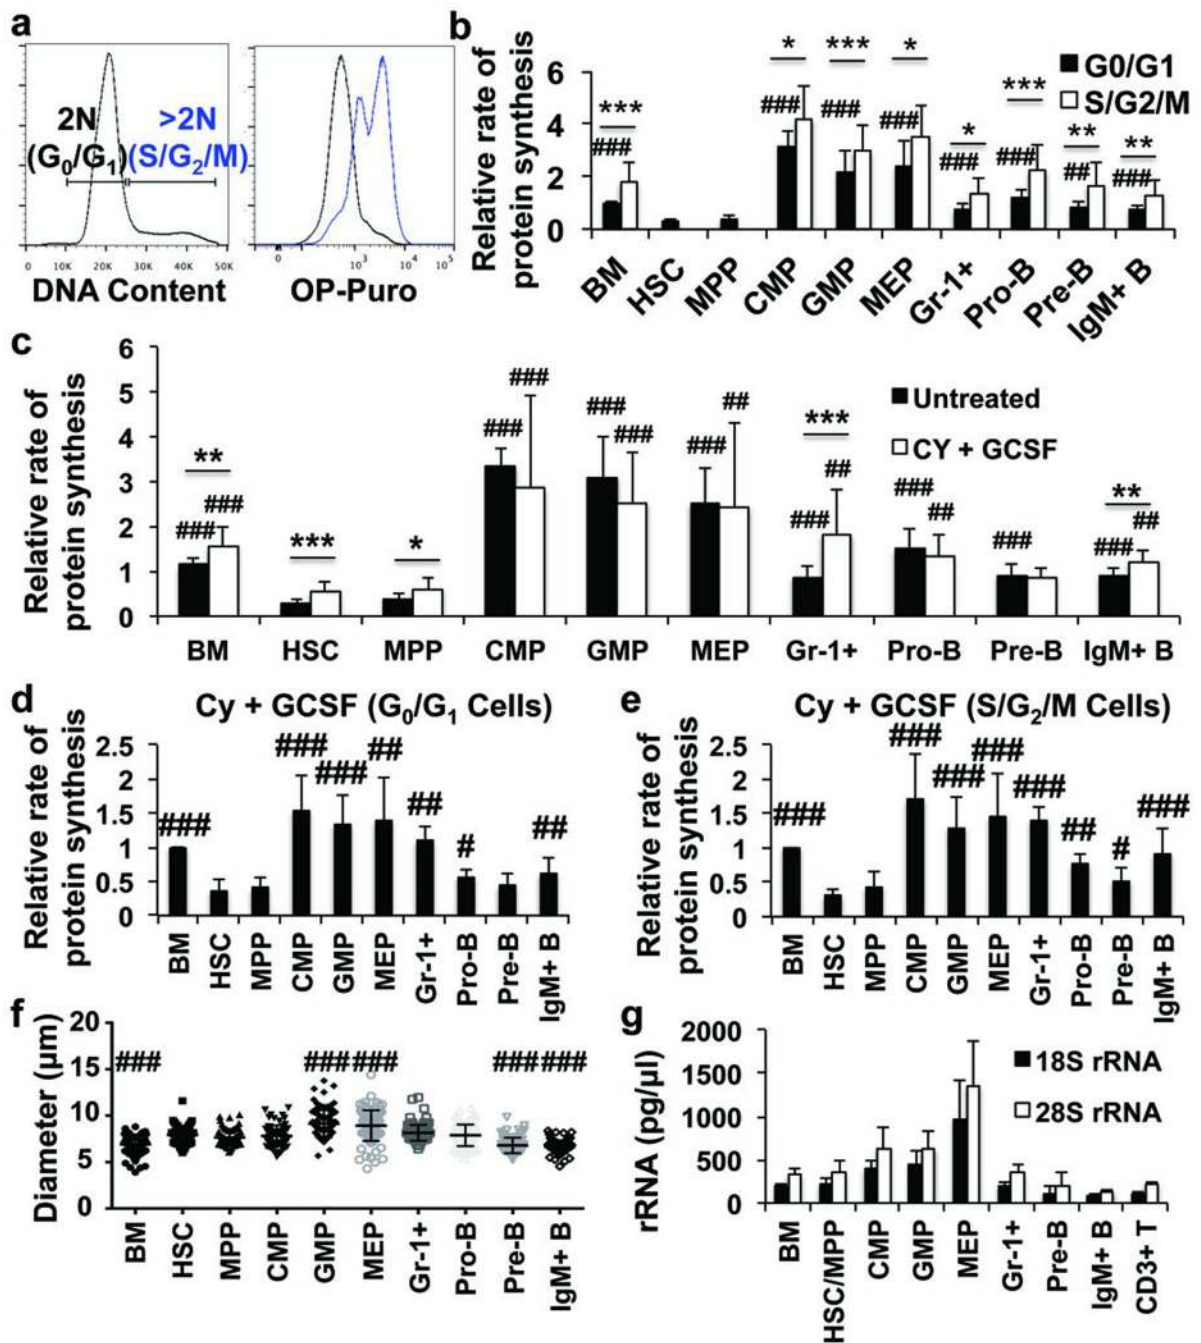 a
2N
(G0/G1)
>2N
(S/G2/M)
0 10K 20K 30K 40K 50K
DNA Content
0 10³ 10⁴ 10⁵
OP-Puro
b
Relative rate of
protein synthesis
6
4
2
0
G0/G1
S/G2/M
*** * *** * * *** ** **
### ### ### ### ### ### ## ###
BM HSC MPP CMP GMP MEP Gr-1+ Pro-B Pre-B IgM+ B
c
Relative rate of
protein synthesis
6
5
4
3
2
1
0
Untreated
CY + GCSF
** *** * *** **
### ### ### ### ### ### ### ## ### ## ### ## ### ### ##
BM HSC MPP CMP GMP MEP Gr-1+ Pro-B Pre-B IgM+ B
d
Cy + GCSF (G0/G1 Cells)
Relative rate of
protein synthesis
2.5
2
1.5
1
0.5
0
### ### ### ## ## # ##
BM HSC MPP CMP GMP MEP Gr-1+ Pro-B Pre-B IgM+ B
e
Cy + GCSF (S/G2/M Cells)
Relative rate of
protein synthesis
2.5
2
1.5
1
0.5
0
### ### ### ### ### ## # ###
BM HSC MPP CMP GMP MEP Gr-1+ Pro-B Pre-B IgM+ B
f
Diameter (µm)
20
15
10
5
0
### ### ### ### ###
BM HSC MPP CMP GMP MEP Gr-1+ Pro-B Pre-B IgM+ B
g
rRNA (pg/µl)
2000
1500
1000
500
0
18S rRNA
28S rRNA
BM HSC/MPP CMP GMP MEP Gr-1+ Pre-B IgM+ B CD3+ T